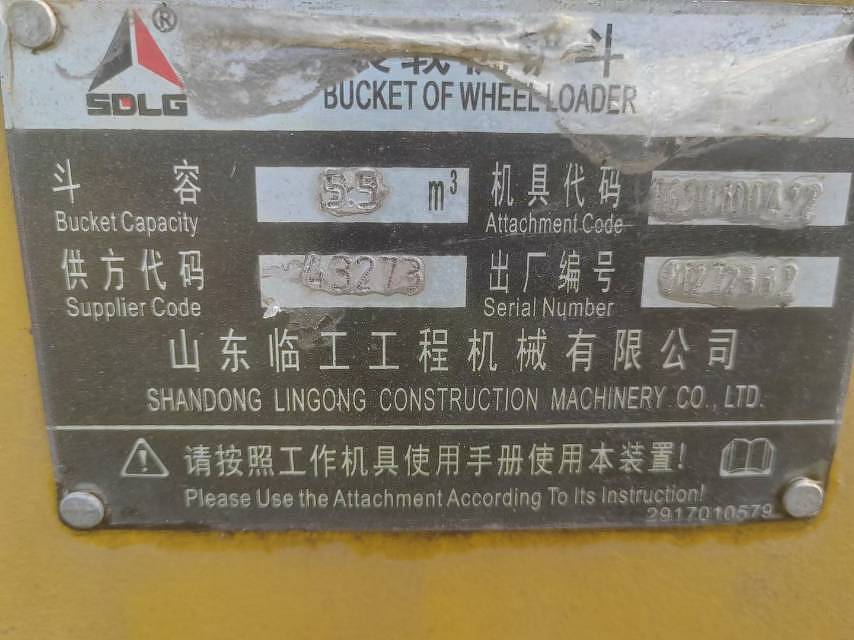 SDLG ®
斗
BUCKET OF WHEEL LOADER
斗容 5.5 m³ 机具代码
Bucket Capacity Attachment Code
供方代码 43273 出厂编号
Supplier Code Serial Number
山东临工工程机械有限公司
SHANDONG LINGONG CONSTRUCTION MACHINERY CO., LTD.
请按照工作机具使用手册使用本装置!
Please Use the Attachment According To Its Instruction!
2917010579